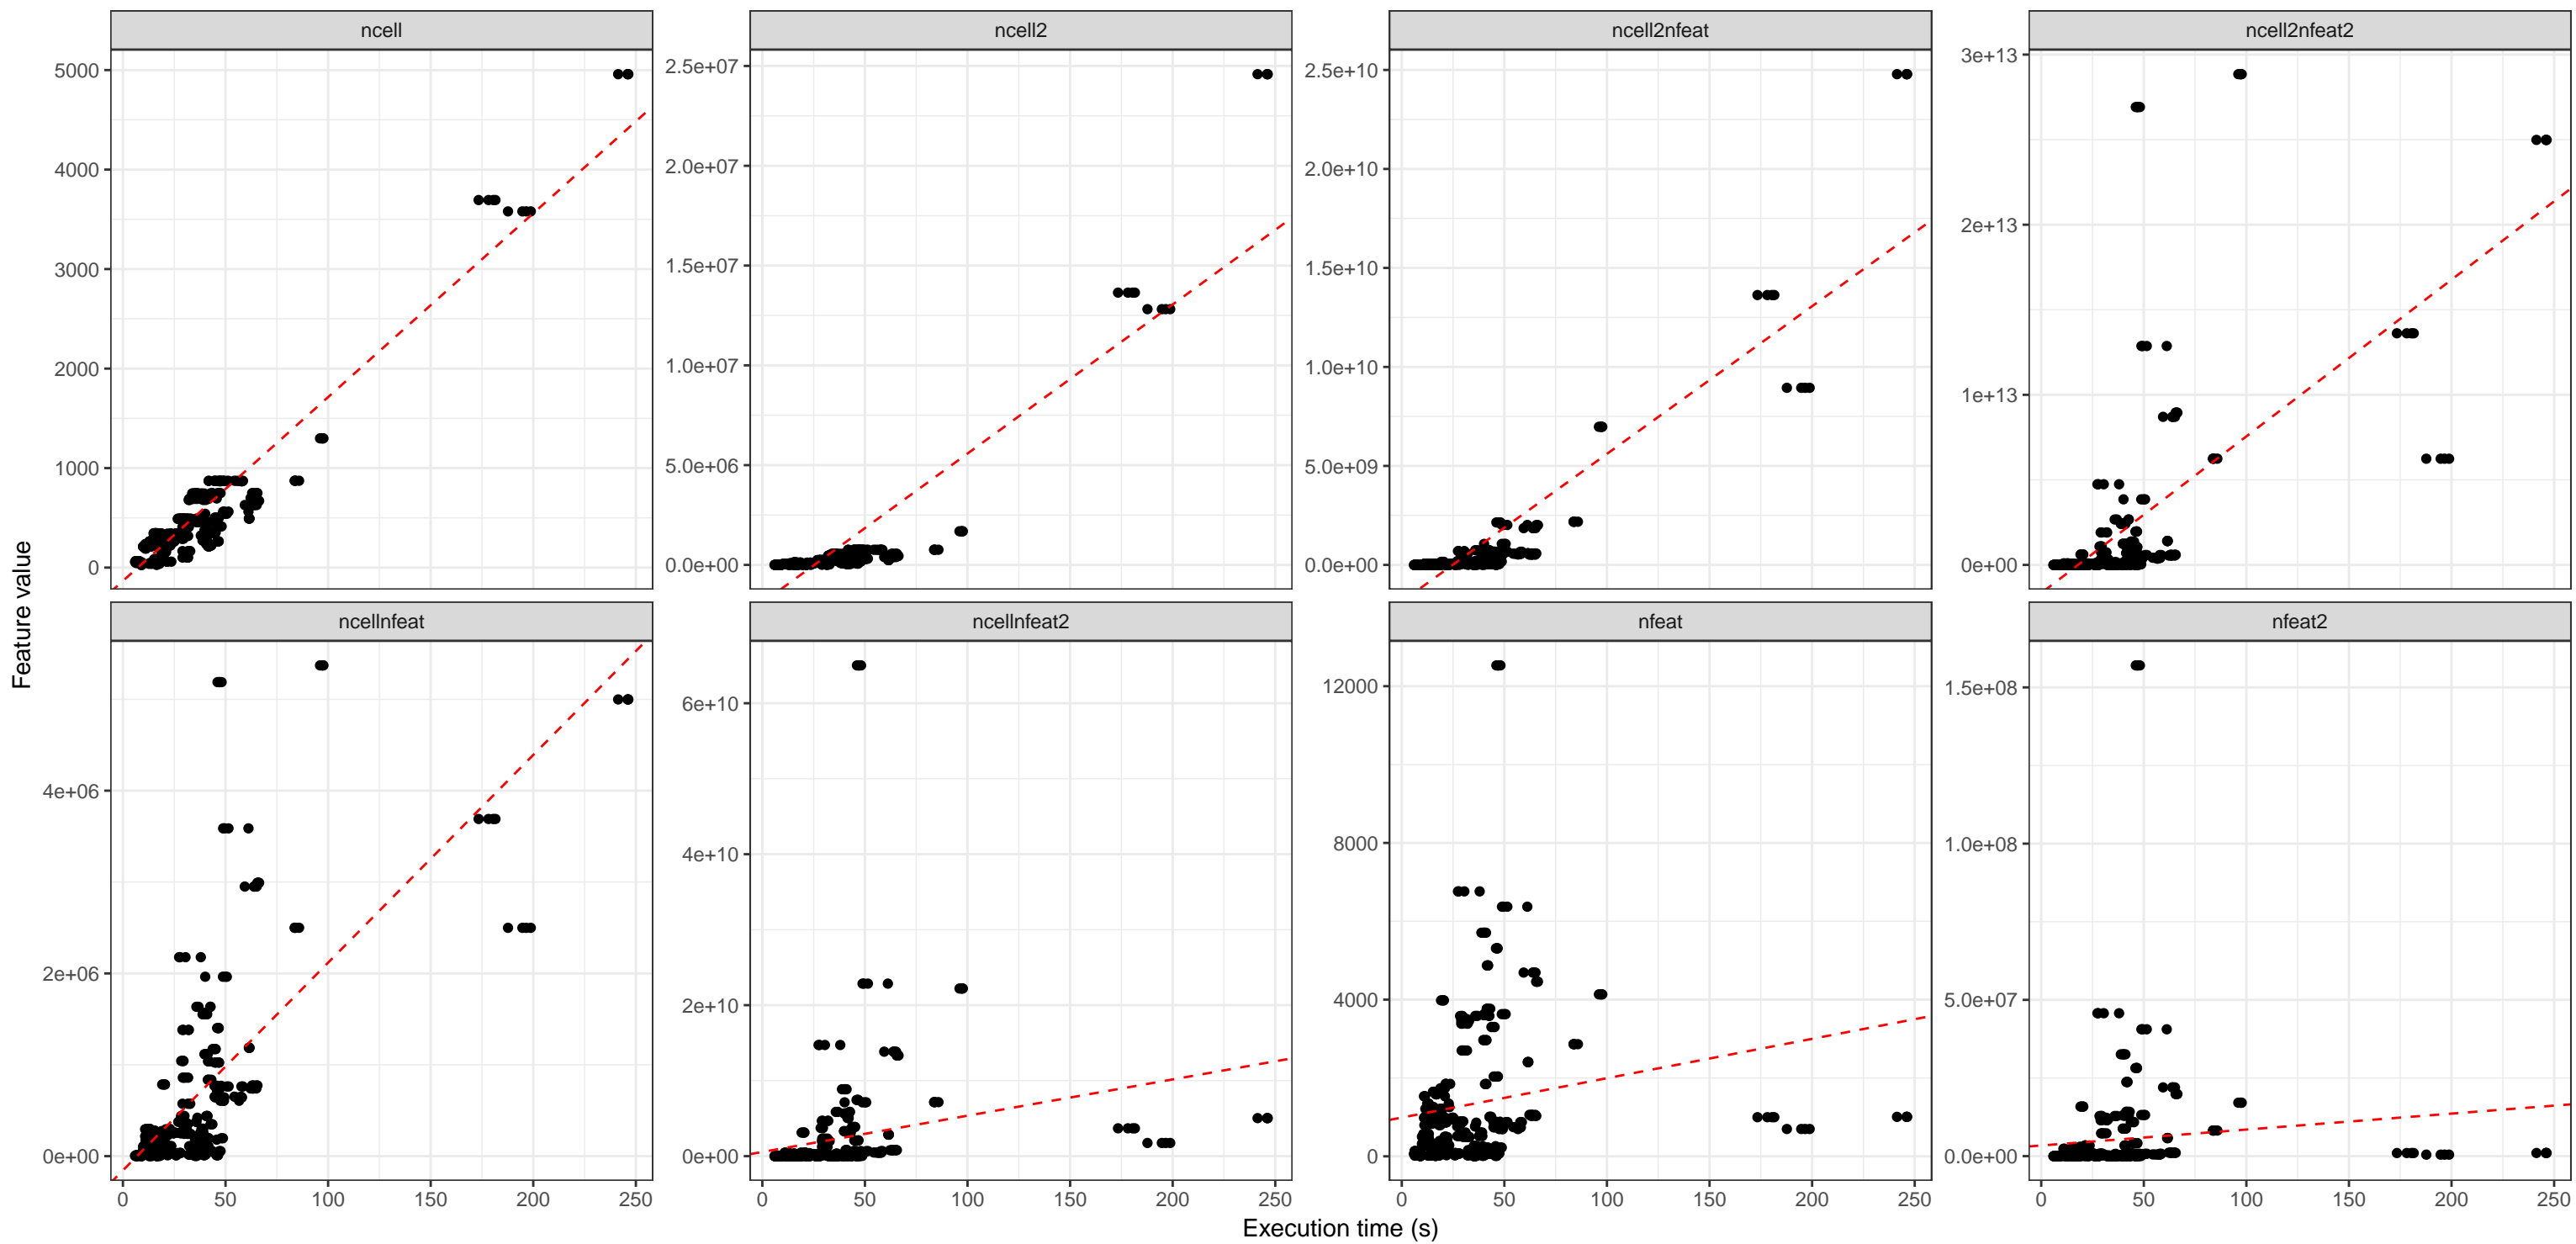 ncell
ncell2
ncell2nfeat
ncell2nfeat2
5000
4000
3000
2000
1000
0
2.5e+07
2.0e+07
1.5e+07
1.0e+07
5.0e+06
0.0e+00
2.5e+10
2.0e+10
1.5e+10
1.0e+10
5.0e+09
0.0e+00
3e+13
2e+13
1e+13
0e+00
Feature value
ncellnfeat
ncellnfeat2
nfeat
nfeat2
4e+06
2e+06
0e+00
6e+10
4e+10
2e+10
0e+00
12000
8000
4000
0
1.5e+08
1.0e+08
5.0e+07
0.0e+00
0 50 100 150 200 250
0 50 100 150 200 250
0 50 100 150 200 250
0 50 100 150 200 250
Execution time (s)